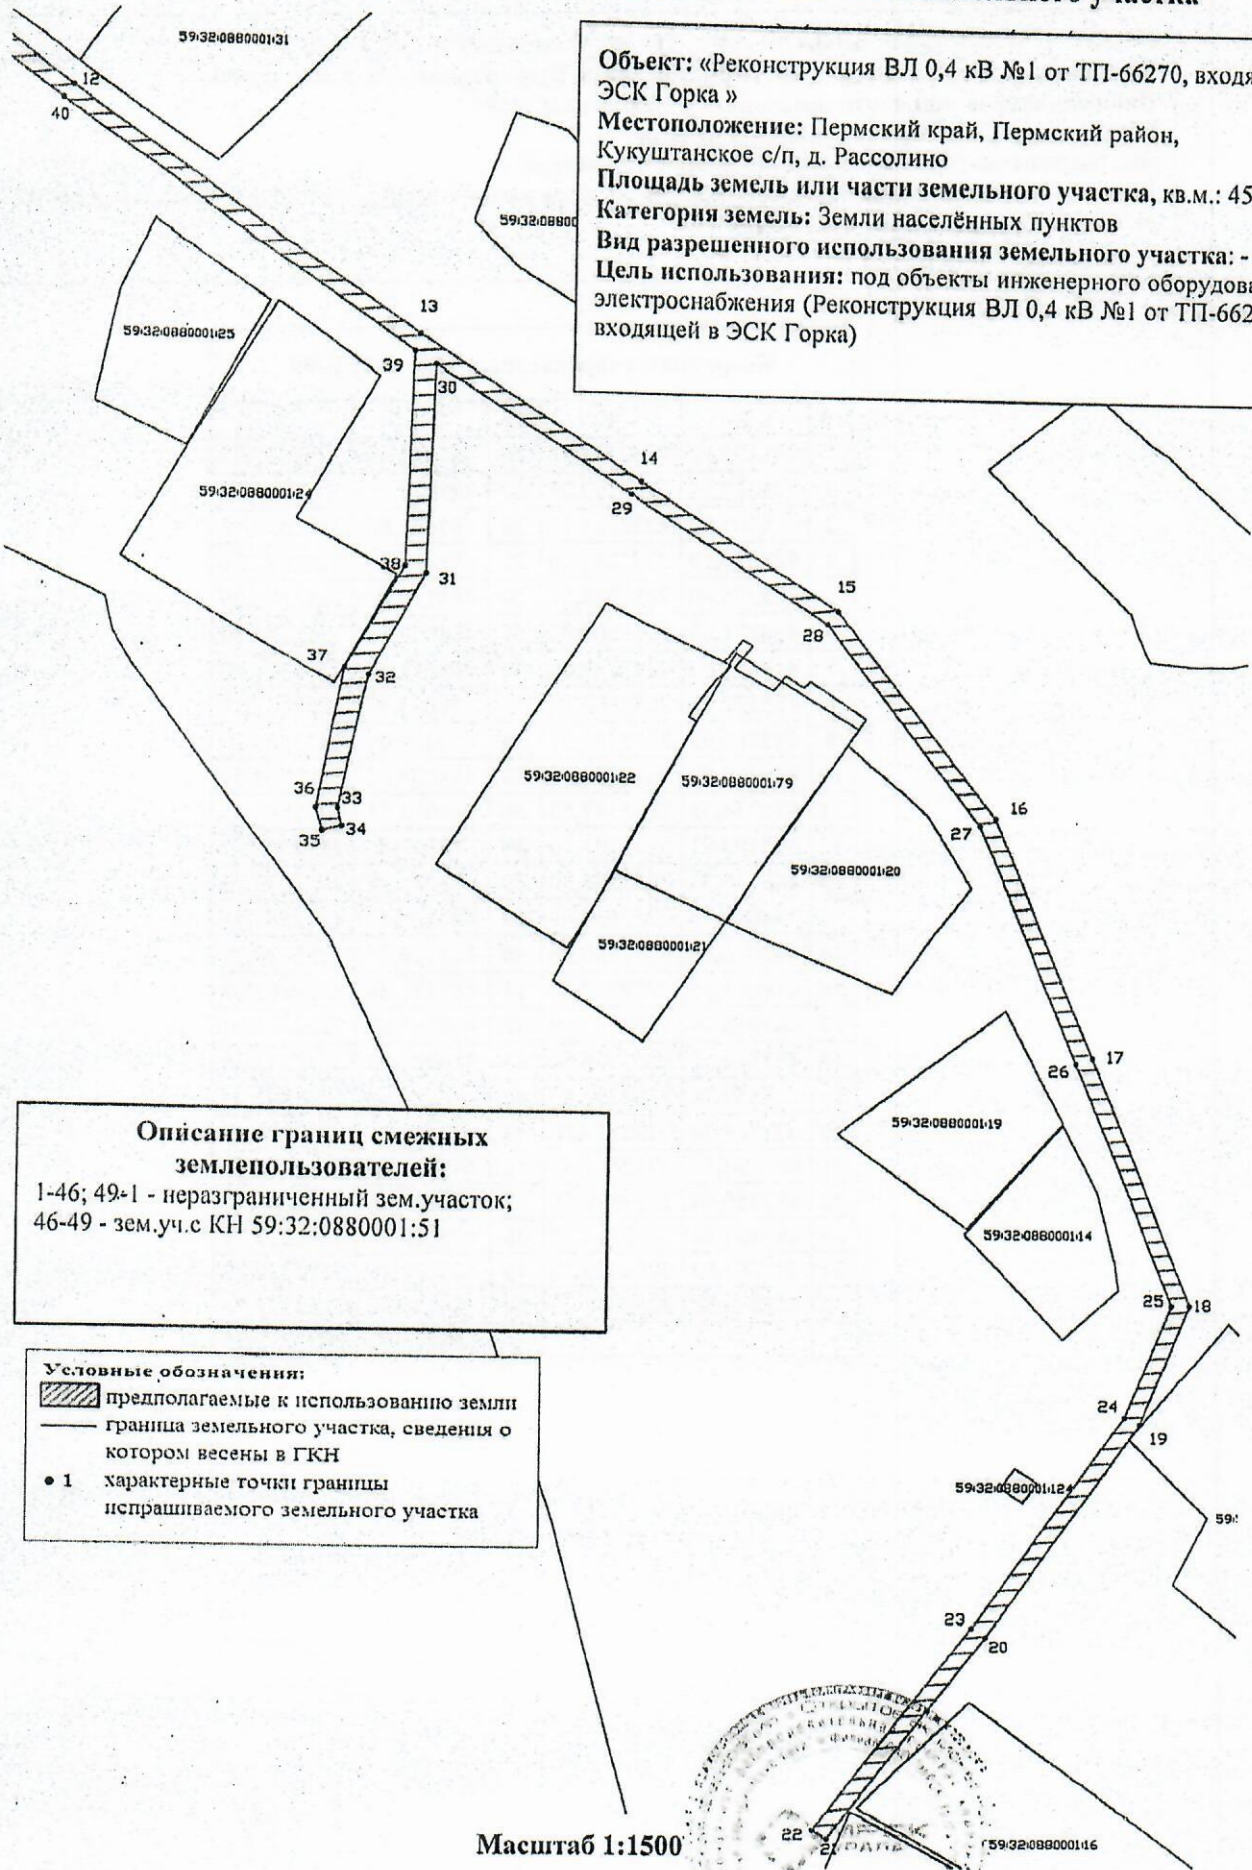 59:32:0880001:31
12
40
Объект: «Реконструкция ВЛ 0,4 кВ №1 от ТП-66270, входя
ЭСК Горка »
Местоположение: Пермский край, Пермский район,
Кукуштанское с/п, д. Рассолино
Площадь земель или части земельного участка, кв.м.: 45
Категория земель: Земли населённых пунктов
Вид разрешенного использования земельного участка: -
Цель использования: под объекты инженерного оборудова
электроснабжения (Реконструкция ВЛ 0,4 кВ №1 от ТП-662
входящей в ЭСК Горка)
59:32:0880
59:32:0880001:25
13
39
30
59:32:0880001:24
14
29
38
31
15
28
37
32
59:32:0880001:22
59:32:0880001:79
36
33
35
34
16
27
59:32:0880001:20
59:32:0880001:21
17
26
59:32:0880001:19
59:32:0880001:14
Описание границ смежных
землепользователей:
1-46; 49-1 - неразграниченный зем.участок;
46-49 - зем.уч.с КН 59:32:0880001:51
25
18
Условные обозначения:
предполагаемые к использованию земли
граница земельного участка, сведения о
котором весены в ГКН
• 1 характерные точки границы
испрашиваемого земельного участка
24
19
59:32:0880001:124
59:
23
20
22
Масштаб 1:1500
59:32:0880001:16